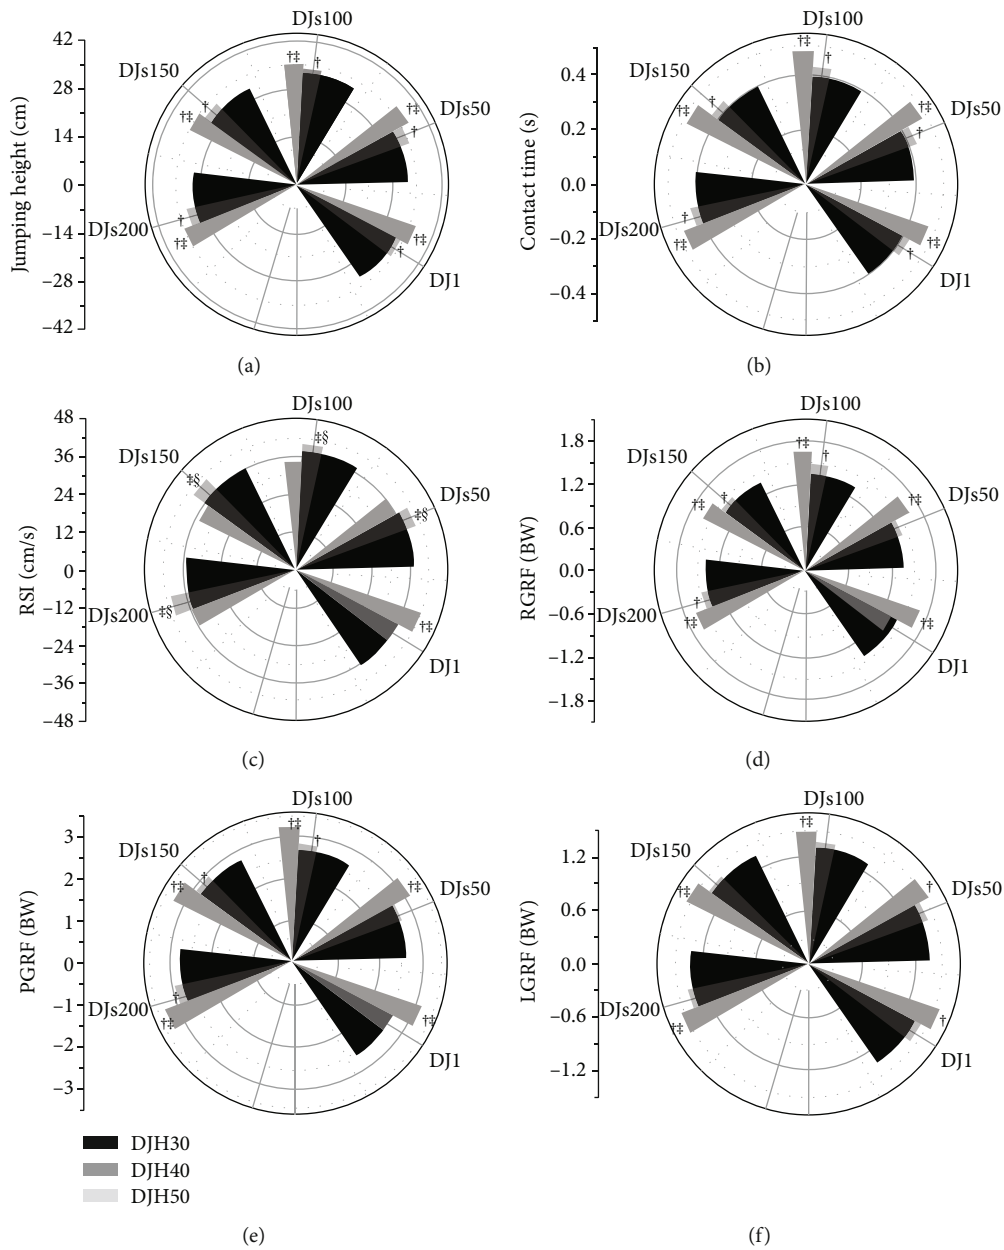 DJs100
DJs150
DJs50
DJs200
DJ1
Jumping height (cm)
42
28
14
0
−14
−28
−42
†‡
†
†‡
†
†‡
†
†
†‡
†‡
†
(a)
DJs100
DJs150
DJs50
DJs200
DJ1
Contact time (s)
0.4
0.2
0.0
−0.2
−0.4
†‡
†
†‡
†
†‡
†
†
†‡
†‡
†
(b)
DJs100
DJs150
DJs50
DJs200
DJ1
RSI (cm/s)
48
36
24
12
0
−12
−24
−36
−48
‡§
‡§
‡§
‡§
†‡
(c)
DJs100
DJs150
DJs50
DJs200
DJ1
RGRF (BW)
1.8
1.2
0.6
0.0
−0.6
−1.2
−1.8
†‡
†
†‡
†
†‡
†
†‡
†‡
(d)
DJs100
DJs150
DJs50
DJs200
DJ1
PGRF (BW)
3
2
1
0
−1
−2
−3
†‡
†
†‡
†
†‡
†
†‡
†‡
DJH30
DJH40
DJH50
(e)
DJs100
DJs150
DJs50
DJs200
DJ1
LGRF (BW)
1.2
0.6
0.0
−0.6
−1.2
†‡
†‡
†
†‡
†
(f)